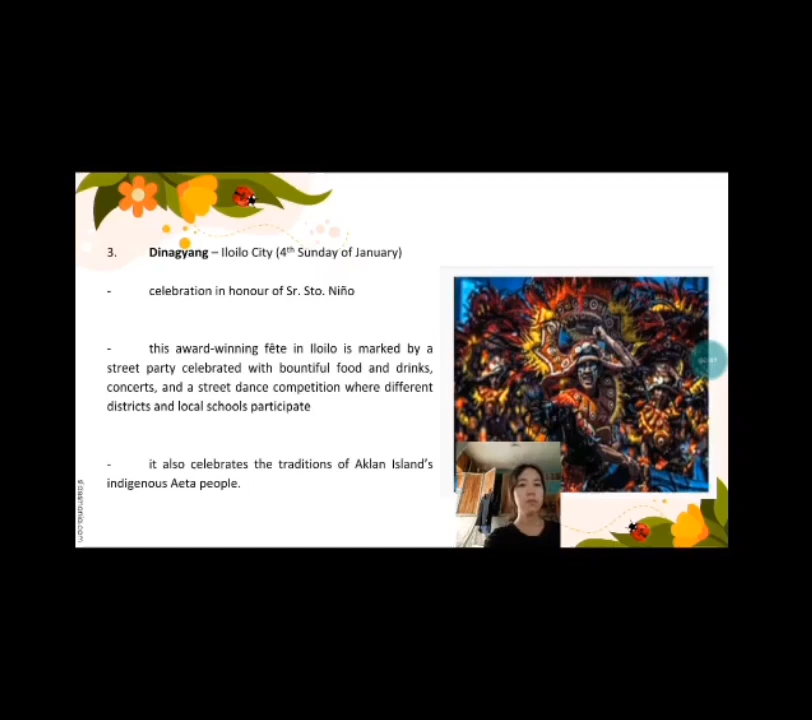 3. Dinagyang – Iloilo City (4th Sunday of January)
- celebration in honour of Sr. Sto. Niño
- this award-winning fête in Iloilo is marked by a
street party celebrated with bountiful food and drinks,
concerts, and a street dance competition where different
districts and local schools participate
- it also celebrates the traditions of Aklan Island's
indigenous Aeta people.